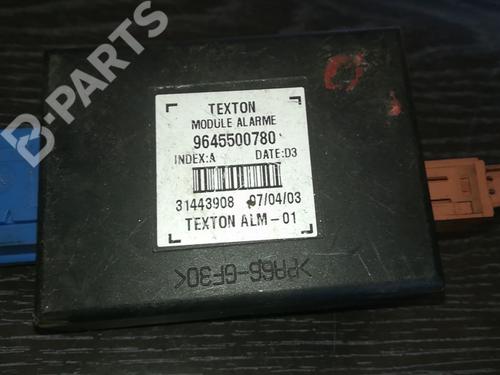 B-PARTS
TEXTON
MODULE ALARME
9645500780
INDEX:A DATE:D3
31443908 07/04/03
TEXTON ALM-01
>PA66-GF30<